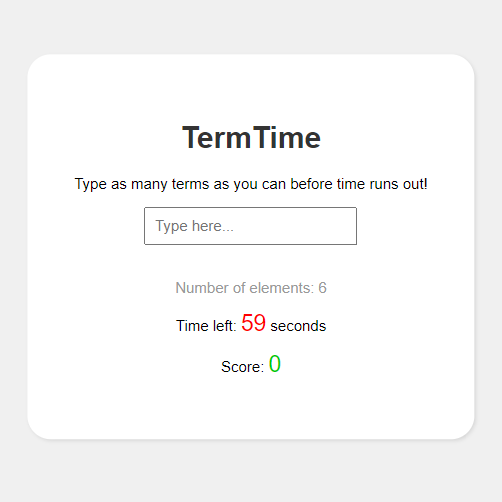 TermTime
Type as many terms as you can before time runs out!
Type here...
Number of elements: 6
Time left: 59 seconds
Score: 0